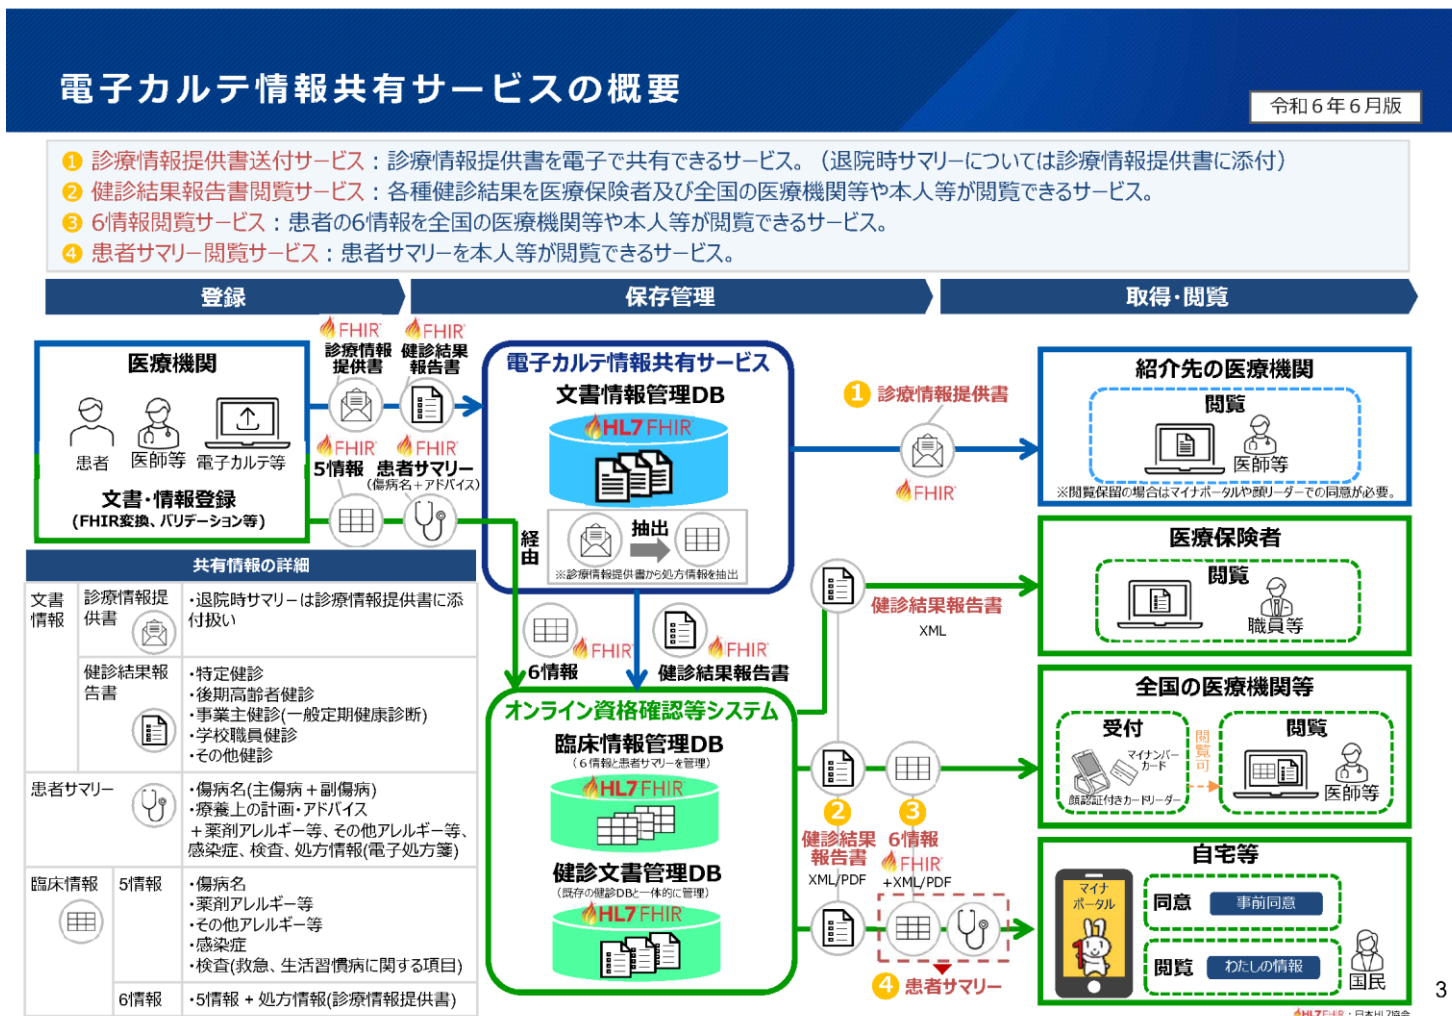 電子カルテ情報共有サービスの概要
令和6年6月版
1 診療情報提供書送付サービス：診療情報提供書を電子で共有できるサービス。（退院時サマリーについては診療情報提供書に添付）
2 健診結果報告書閲覧サービス：各種健診結果を医療保険者及び全国の医療機関等や本人等が閲覧できるサービス。
3 6情報閲覧サービス：患者の6情報を全国の医療機関等や本人等が閲覧できるサービス。
4 患者サマリー閲覧サービス：患者サマリーを本人等が閲覧できるサービス。
登録
保存管理
取得・閲覧
医療機関
患者
医師等
電子カルテ等
文書・情報登録
(FHIR変換、バリデーション等)
FHIR
診療情報
提供書
FHIR
健診結果
報告書
FHIR
5情報
FHIR
患者サマリー
(傷病名＋アドバイス)
経由
電子カルテ情報共有サービス
文書情報管理DB
HL7 FHIR
抽出
※診療情報提供書から処方情報を抽出
FHIR
6情報
FHIR
健診結果報告書
オンライン資格確認等システム
臨床情報管理DB
(6情報と患者サマリーを管理)
HL7 FHIR
健診文書管理DB
(既存の健診DBと一体的に管理)
HL7 FHIR
1 診療情報提供書
FHIR
健診結果報告書
XML
2
健診結果
報告書
XML/PDF
3
6情報
FHIR
+XML/PDF
4 患者サマリー
紹介先の医療機関
閲覧
医師等
※閲覧保留の場合はマイナポータルや顔リーダーでの同意が必要。
医療保険者
閲覧
職員等
全国の医療機関等
受付
マイナンバー
カード
顔認証付きカードリーダー
閲覧可
閲覧
医師等
自宅等
マイナ
ポータル
同意
事前同意
閲覧
わたしの情報
国民
共有情報の詳細
文書
情報
診療情報提
供書
・退院時サマリーは診療情報提供書に添
付扱い
健診結果報
告書
・特定健診
・後期高齢者健診
・事業主健診(一般定期健康診断)
・学校職員健診
・その他健診
患者サマリー
・傷病名(主傷病＋副傷病)
・療養上の計画・アドバイス
＋薬剤アレルギー等、その他アレルギー等、
感染症、検査、処方情報(電子処方箋)
臨床情報
5情報
・傷病名
・薬剤アレルギー等
・その他アレルギー等
・感染症
・検査(救急、生活習慣病に関する項目)
6情報
・5情報 + 処方情報(診療情報提供書)
3
HL7 FHIR：日本HL7協会